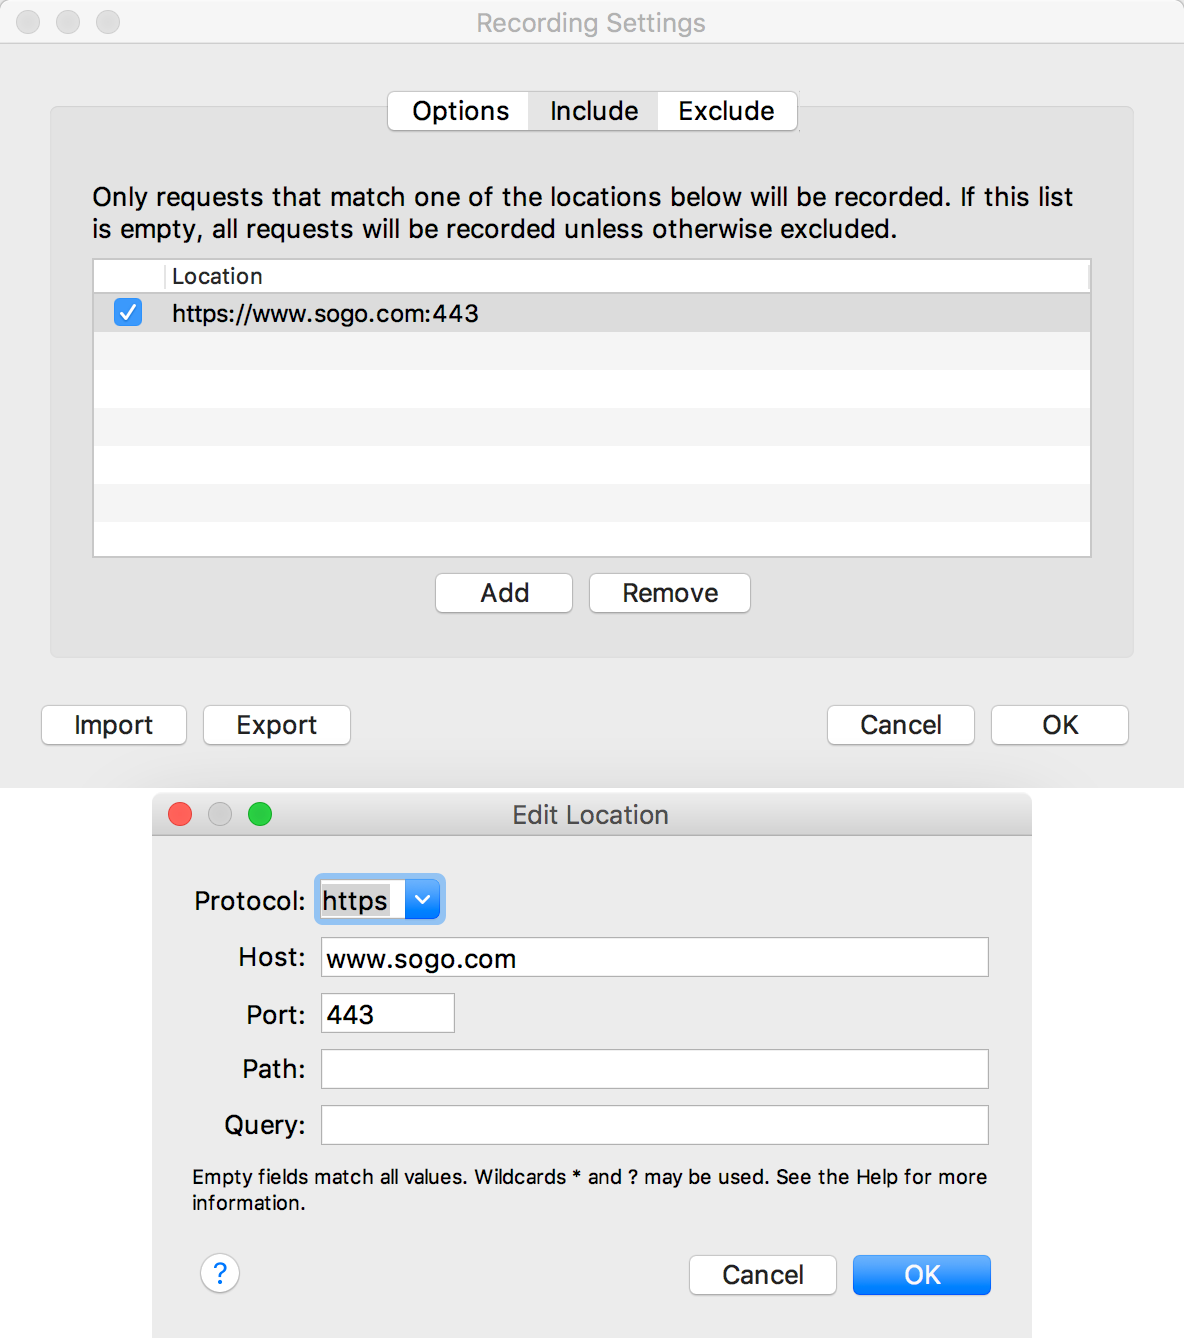 Recording Settings
Options Include Exclude
Only requests that match one of the locations below will be recorded. If this list
is empty, all requests will be recorded unless otherwise excluded.
Location
https://www.sogo.com:443
Add Remove
Import Export Cancel OK
Edit Location
Protocol: https
Host: www.sogo.com
Port: 443
Path:
Query:
Empty fields match all values. Wildcards * and ? may be used. See the Help for more
information.
? Cancel OK